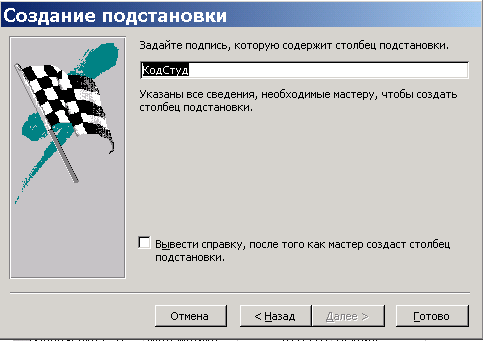 Создание подстановки
Задайте подпись, которую содержит столбец подстановки.
КодСтуд
Указаны все сведения, необходимые мастеру, чтобы создать
столбец подстановки.
Вывести справку, после того как мастер создаст столбец
подстановки.
Отмена
< Назад
Далее >
Готово